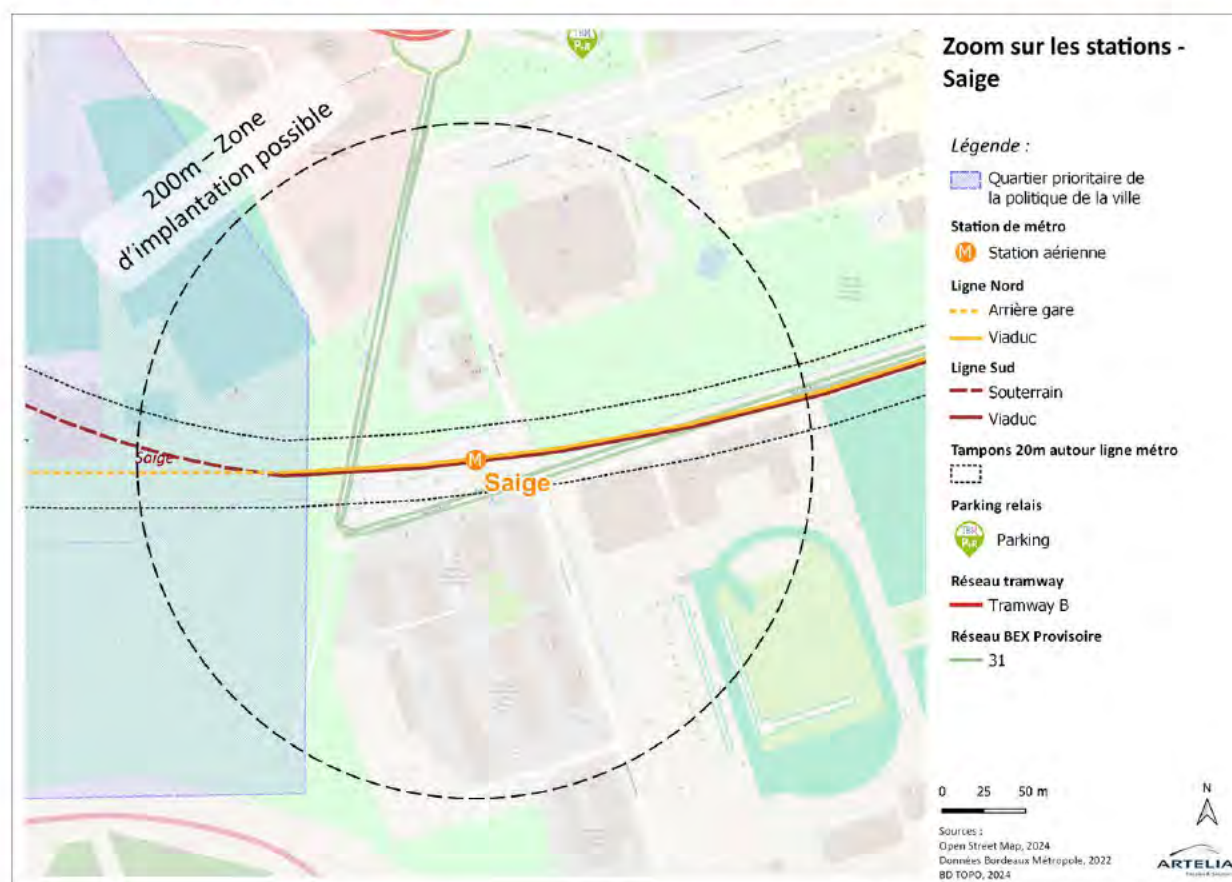 Zoom sur les stations -
Saige
200m – Zone
d'implantation possible
Saige
M
Saige
Légende :
Quartier prioritaire de
la politique de la ville
Station de métro
M
Station aérienne
Ligne Nord
Arrière gare
Viaduc
Ligne Sud
Souterrain
Viaduc
Tampons 20m autour ligne métro
Parking relais
Parking
Réseau tramway
Tramway B
Réseau BEX Provisoire
31
0 25 50 m
N
Sources :
Open Street Map, 2024
Données Bordeaux Métropole, 2022
BD TOPO, 2024
ARTELIA